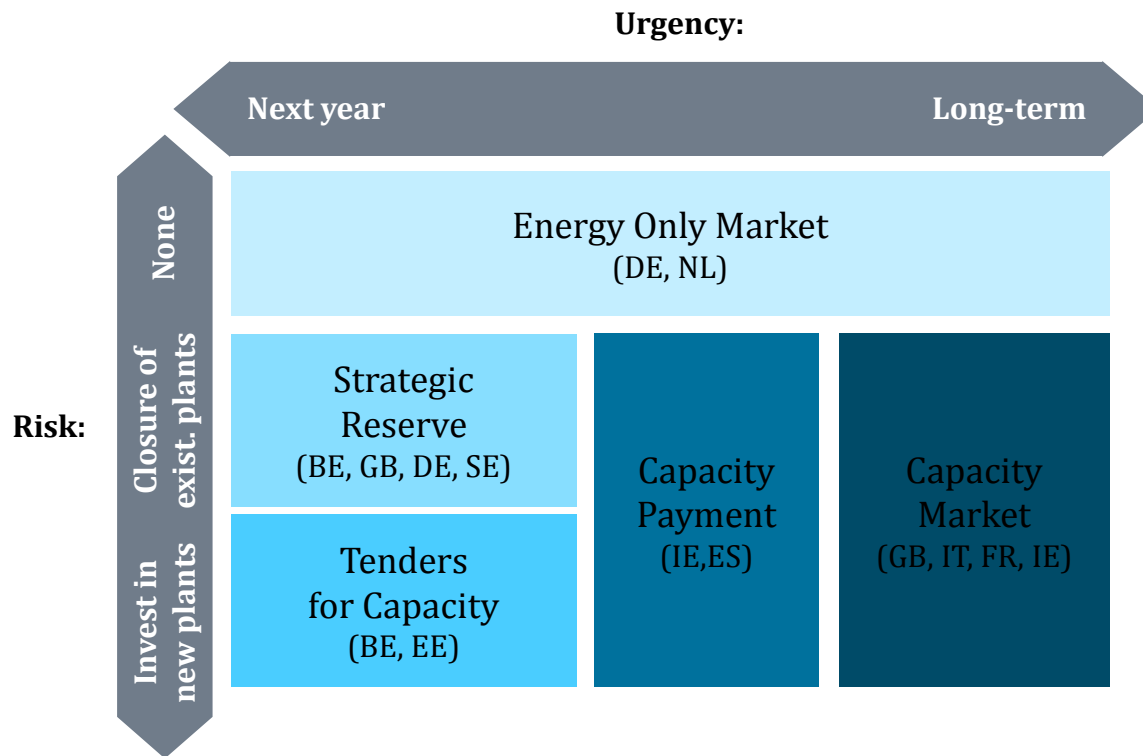 Urgency:
Next year
Long-term
None
Energy Only Market
(DE, NL)
Risk:
Closure of
exist. plants
Strategic
Reserve
(BE, GB, DE, SE)
Capacity
Payment
(IE,ES)
Capacity
Market
(GB, IT, FR, IE)
Invest in
new plants
Tenders
for Capacity
(BE, EE)